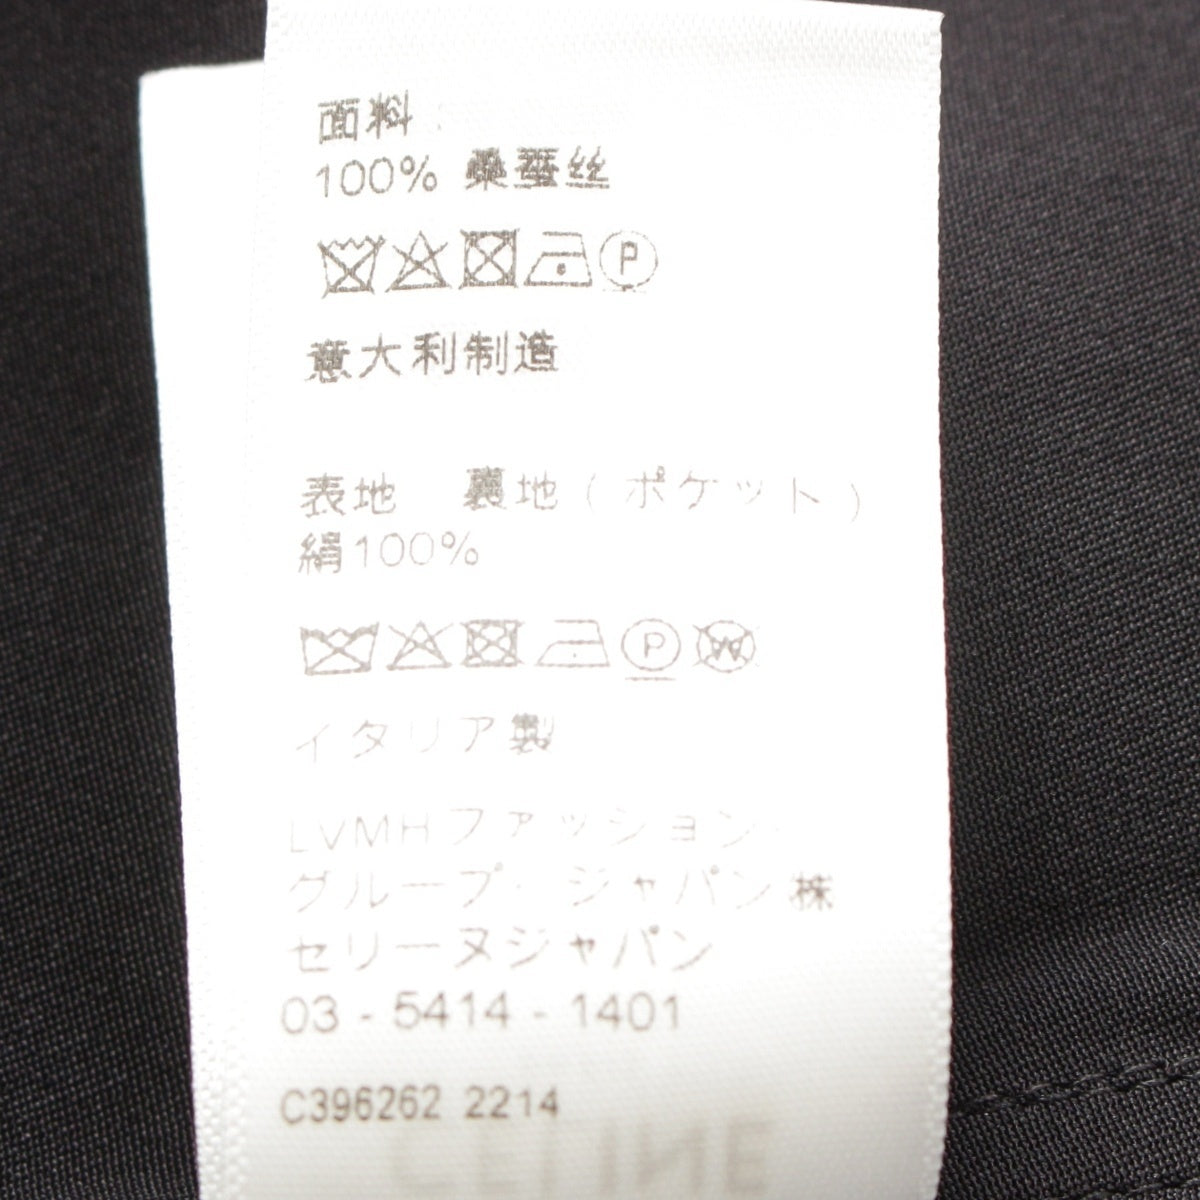 面料:
100% 桑蚕丝
P
意大利制造
表地 裏地(ポケット)
絹100%
P W
イタリア製
LVMHファッション・
グループ・ジャパン株
セリーヌジャパン
03 - 5414 - 1401
C396262 2214
CELINE